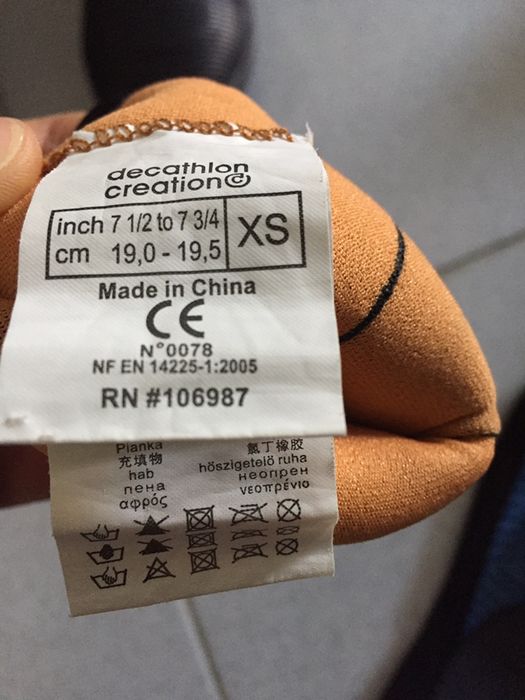 decathlon
creation©
inch 7 1/2 to 7 3/4
cm 19,0 - 19,5
XS
Made in China
CE
N°0078
NF EN 14225-1:2005
RN #106987
Pianka
充填物
hab
пена
αφρός
氯丁橡胶
hőszigetelő ruha
неопрен
νεοπρένιο